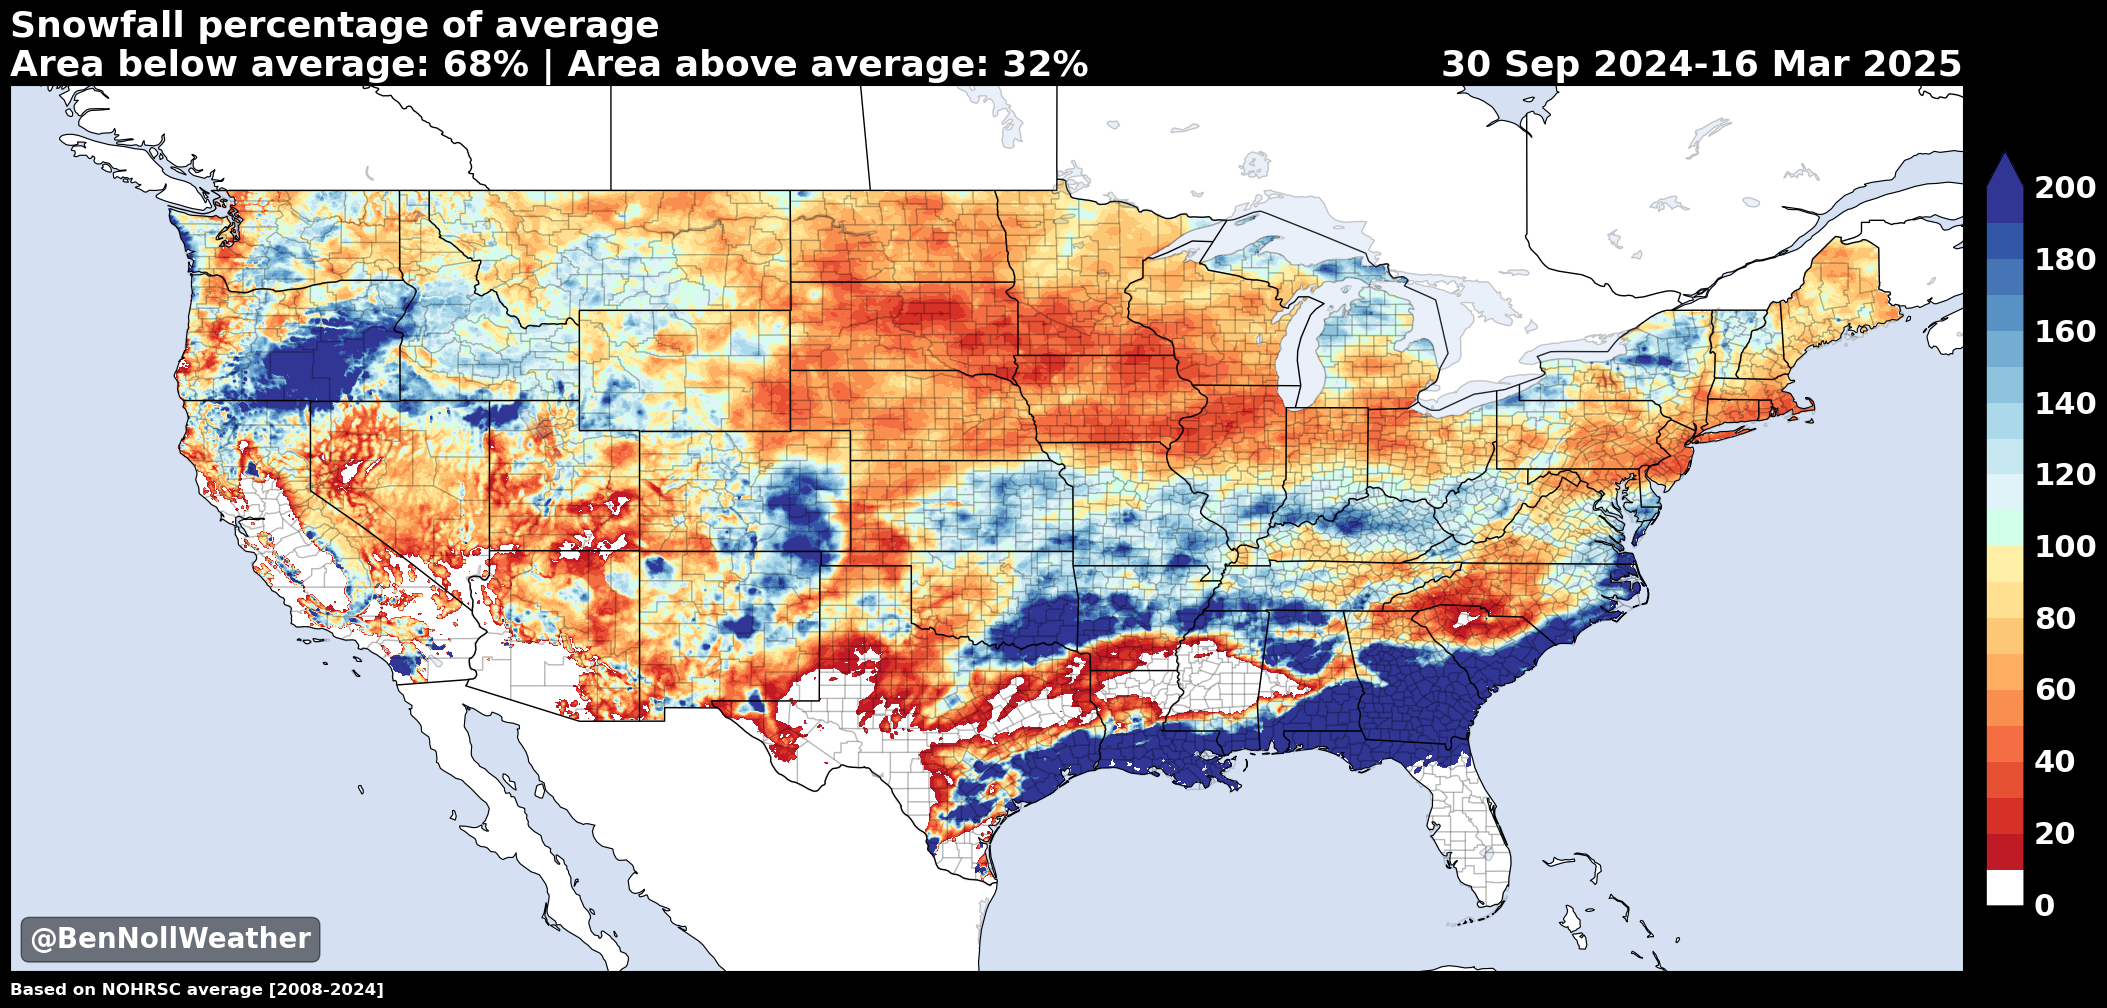 Snowfall percentage of average
Area below average: 68% | Area above average: 32%
30 Sep 2024-16 Mar 2025
200
180
160
140
120
100
80
60
40
20
0
@BenNollWeather
Based on NOHRSC average [2008-2024]